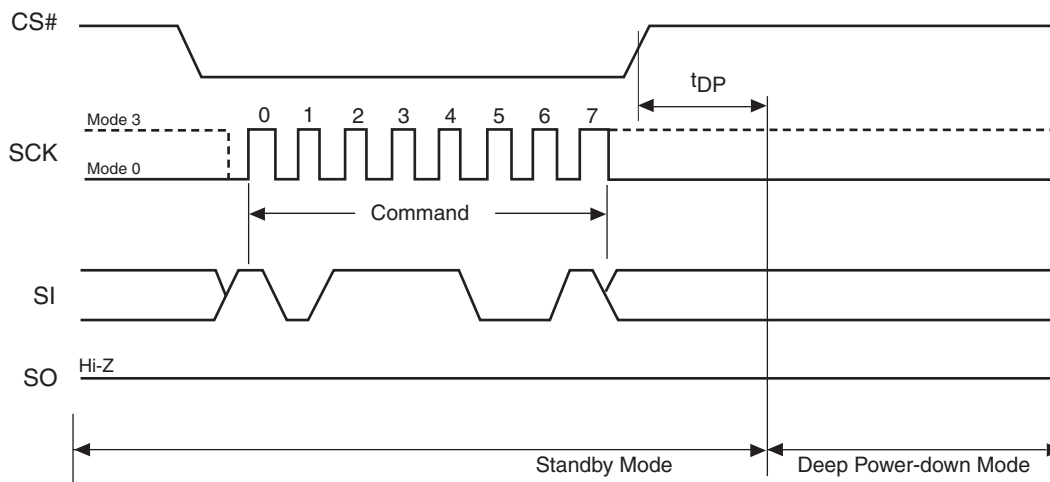 CS#
tDP
Mode 3
0 1 2 3 4 5 6 7
SCK
Mode 0
Command
SI
Hi-Z
SO
Standby Mode
Deep Power-down Mode